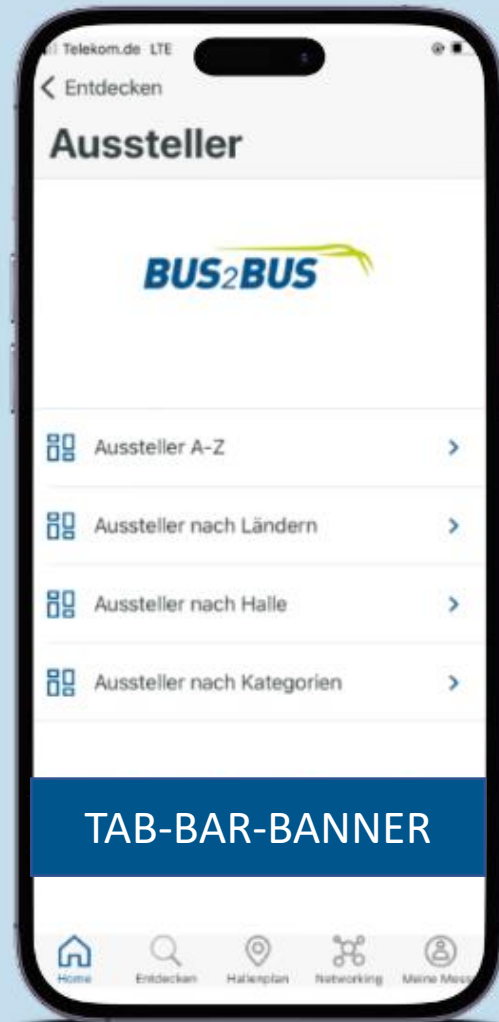 Telekom.de LTE
Entdecken
Aussteller
BUS2BUS
Aussteller A-Z
Aussteller nach Ländern
Aussteller nach Halle
Aussteller nach Kategorien
TAB-BAR-BANNER
Home Entdecken Hallenplan Networking Meine Mess